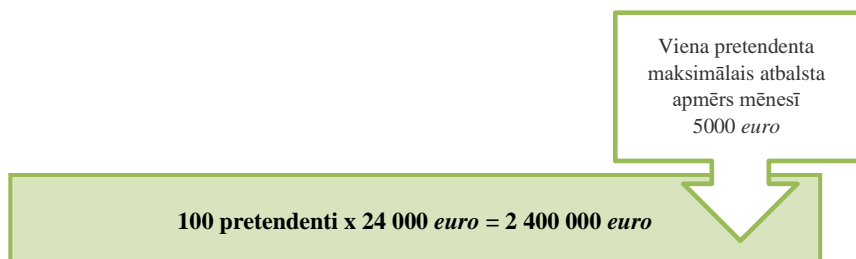 Viena pretendenta
maksimālais atbalsta
apmērs mēnesī
5000 euro
100 pretendenti x 24 000 euro = 2 400 000 euro